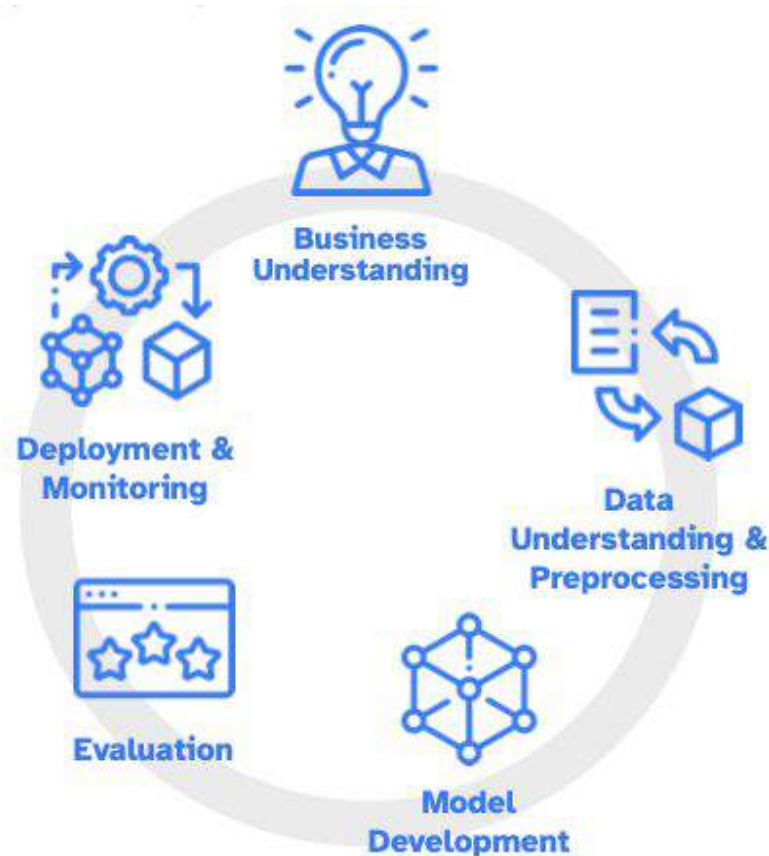 Business
Understanding
Data
Understanding &
Preprocessing
Model
Development
Evaluation
Deployment &
Monitoring